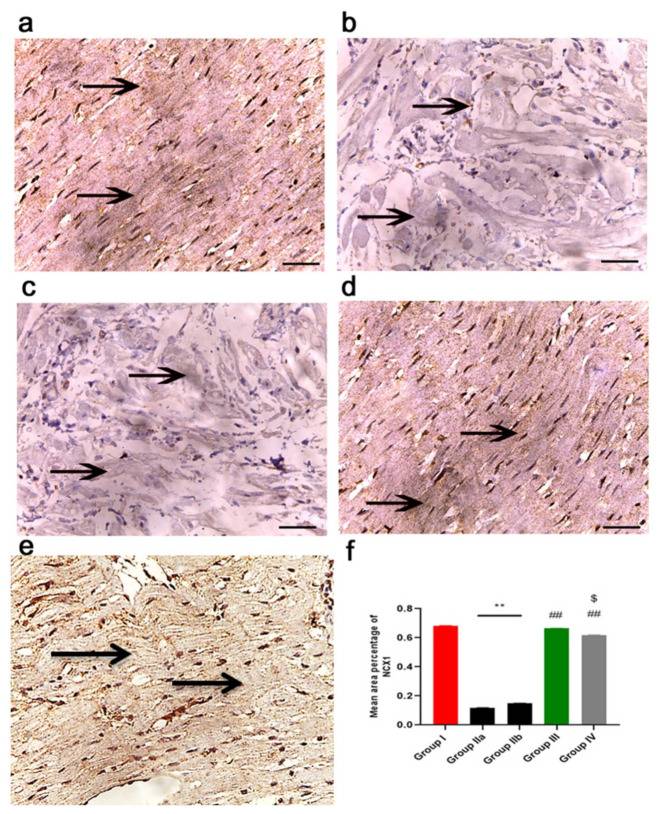 a
b
c
d
e
f
Mean area percentage of
NCX1
0.8
0.6
0.4
0.2
0.0
**
##
$
##
Group I
Group IIa
Group IIb
Group III
Group IV